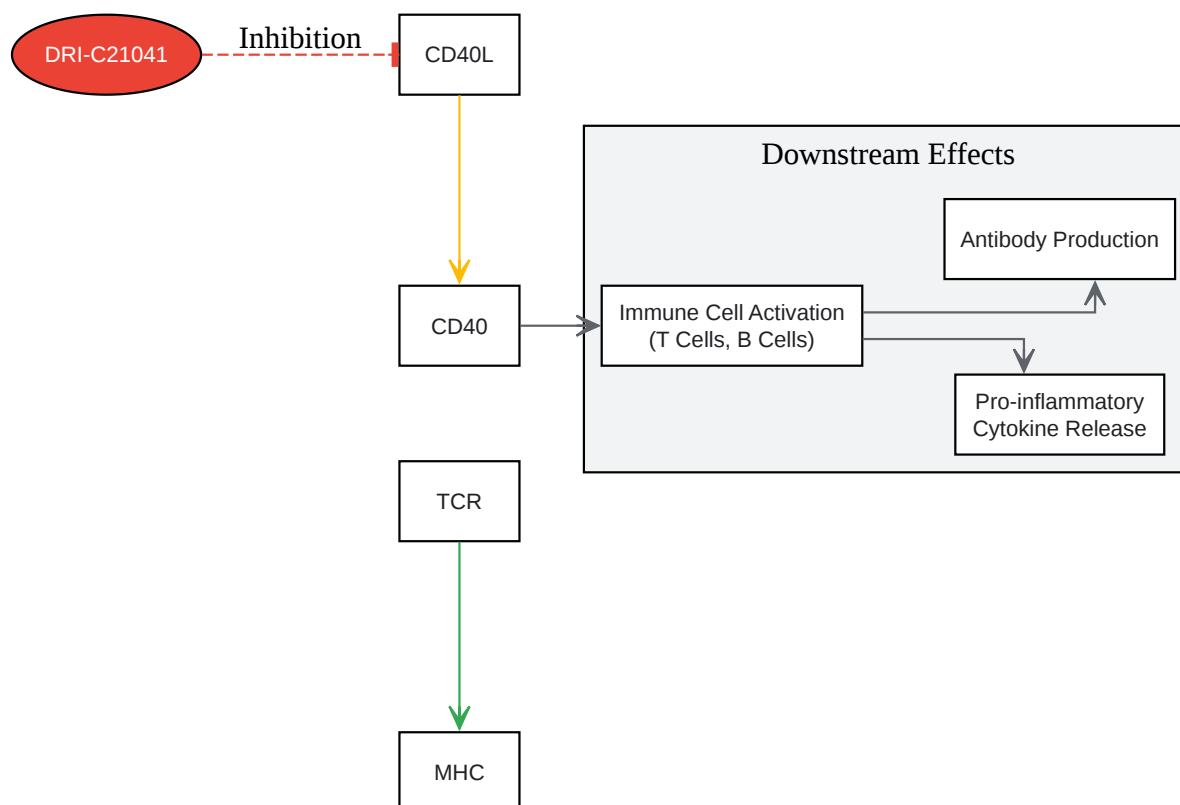 DRI-C21041
Inhibition
CD40L
Downstream Effects
Antibody Production
CD40
Immune Cell Activation
(T Cells, B Cells)
Pro-inflammatory
Cytokine Release
TCR
MHC